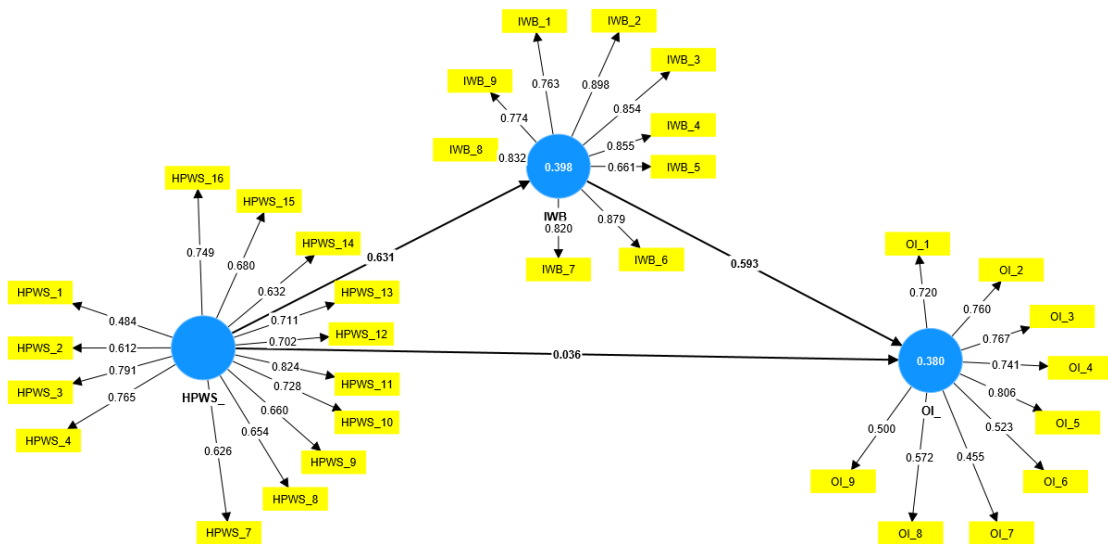 IWB_1
IWB_2
IWB_3
IWB_9
0.763
0.898
0.854
0.774
IWB_4
IWB_8
0.832
0.398
0.855
0.661
IWB_5
HPWS_16
HPWS_15
IWB_
0.820
0.879
HPWS_14
0.749
0.680
0.631
IWB_7
IWB_6
0.593
OI_1
OI_2
HPWS_1
0.632
HPWS_13
0.720
0.760
OI_3
0.484
0.711
0.767
HPWS_2
0.612
0.702
HPWS_12
0.036
0.380
0.741
OI_4
HPWS_3
0.791
0.824
HPWS_11
0.765
HPWS_
0.728
HPWS_10
0.806
OI_
OI_5
HPWS_4
0.626
0.654
0.660
0.500
0.572
0.455
0.523
HPWS_9
OI_9
OI_6
HPWS_8
HPWS_7
OI_8
OI_7